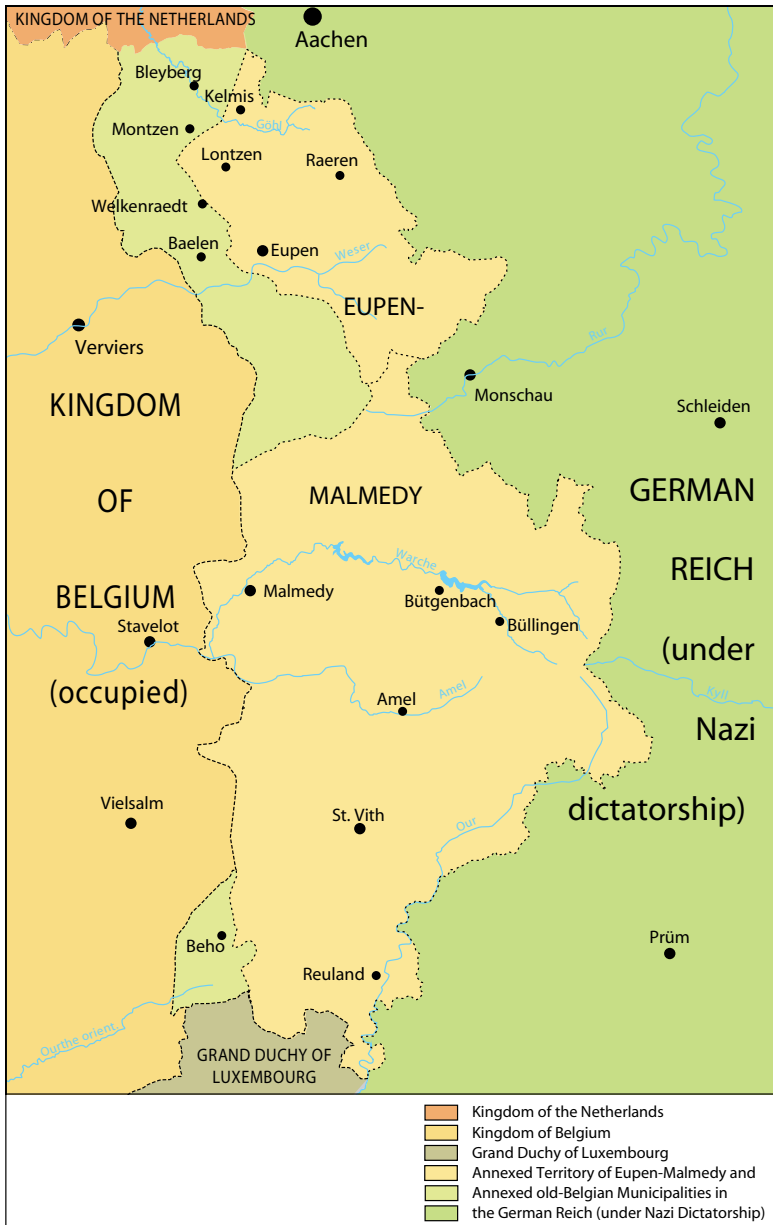 KINGDOM OF THE NETHERLANDS
Aachen
Bleyberg
Kelmis
Göhl
Montzen
Lontzen
Raeren
Welkenraedt
Baelen
Eupen
Weser
EUPEN-
Verviers
Rur
Monschau
Schleiden
KINGDOM
OF
BELGIUM
(occupied)
MALMEDY
GERMAN
REICH
(under
Nazi
dictatorship)
Warche
Malmedy
Bütgenbach
Büllingen
Stavelot
Amel
Amel
Kyll
Vielsalm
St. Vith
Our
Beho
Reuland
Prüm
Ourthe orient
GRAND DUCHY OF
LUXEMBOURG
Kingdom of the Netherlands
Kingdom of Belgium
Grand Duchy of Luxembourg
Annexed Territory of Eupen-Malmedy and
Annexed old-Belgian Municipalities in
the German Reich (under Nazi Dictatorship)